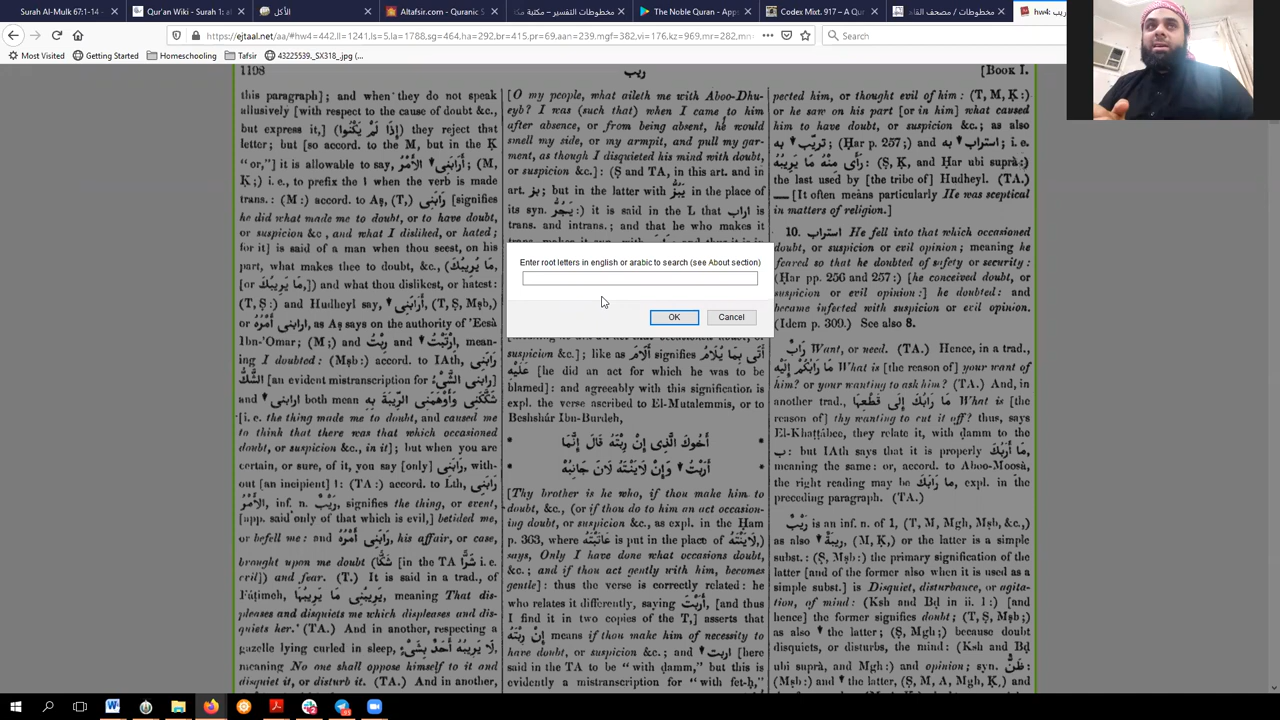 Surah Al-Mulk 67:1-14
Qur'an Wiki - Surah 1: al
الأكل
Altafsir.com - Quranic S
مخطوطات التفسير – مكتبة
The Noble Quran - Apps
Codex Mixt. 917 – A Qur
مخطوطات / مصحف
hw4:
https://ejtaal.net/aa/#hw4=442,ll=1241,ls=5,la=1788,sg=464,ha=292,br=415,pr=69,aan=239,mgf=382,vi=176,kz=969,mr=282,mn
Search
Most Visited
Getting Started
Homeschooling
Tafsir
43225539._SX318_.jpg (...
1198
ريب
[Book I.
this paragraph]; and when they do not speak
allusively [with respect to the cause of doubt &c.,
but express it,] (إِذَا لَمْ يَكْنُوا) they reject the
letter; but [so accord. to the M, but in the Ḳ
"or,"] it is allowable to say, أَرَابَنِى الأَمْرُ, (M,
Ḳ;) i. e., to prefix the ا when the verb is made
trans.: (M:) accord. to Aṣ, (T,) رَابَنِى [signifies
he did what made me to doubt, or to have doubt,
or suspicion &c., and what I disliked, or hated;
for it] is said of a man when thou seest, on his
part, what makes thee to doubt, &c., (مَا يُرِيبُكَ,
[or مَا يَرِيبُكَ,]) and what thou dislikest, or hatest:
(T, Ṣ:) and Hudheyl say, أَرَابَنِى, (T, Ṣ, Mṣb;)
or ارابنى أَمْرُهُ, as Aṣ says on the authority of 'Eesà
Ibn-'Omar; (M;) and رِبْتُ and ارْتَبْتُ, mean-
ing I doubted: (Mṣb:) accord. to IAth, رَابَنِى
الشَّىْءُ [an evident mistranscription for الشَّكُّ]
and ارابنى both mean شَكَّكَنِى وَأَوْهَمَنِى الرِّيبَةَ بِهِ
[i. e. the thing made me to doubt, and caused me
to think that there was that which occasioned
doubt, or suspicion &c., in it]; but when you are
certain, or sure, of it, you say [only] رَابَنِى, with-
out [an incipient] ا: (TA:) accord. to Lth, رَابَنِى
الأَمْرُ, inf. n. رَيْبٌ, signifies the thing, or event,
[app. said only of that which is evil,] betided me,
or befell me: and رَابَنِى أَمْرُهُ, his affair, or case,
brought upon me doubt (شَكًّا [in the TA شَرًّا i. e.
evil]) and fear. (T.) It is said in a trad., of
Fáṭimeh, يُرِيبُنِى مَا يُرِيبُهَا, meaning That dis-
pleases and disquiets me which displeases and dis-
quiets her. (TA.) And in another, respecting a
gazelle lying curled in sleep, لَا يَرِيبُهُ أَحَدٌ بِشَىْءٍ,
meaning No one shall oppose himself to it and
disquiet it, or disturb it. (TA.) And in another,
[O my people, what aileth me with Aboo-Dhu-
eyb? I was (such that) when I came to him
after absence, or from being absent, he would
smell my side, or my armpit, and pull my gar-
ment, as though I disquieted his mind with doubt,
or suspicion &c.]: (Ṣ and TA, in this art. and in
art. بز; but in the latter with يَبُزُّ in the place of
its syn. يَجُرُّ:) it is said in the L that اراب is
trans. and intrans.; and that he who makes it
Enter root letters in english or arabic to search (see About section)
OK
Cancel
suspicion &c.]; like as أَلَامَ signifies أَتَى بِمَا يُلَامُ
عَلَيْهِ [he did an act for which he was to be
blamed]: and agreeably with this signification is
expl. the verse ascribed to El-Mutalemmis, or to
Beshshár Ibn-Burdeh,
* أَخُوكَ الَّذِى إِنْ رِبْتَهُ قَالَ إِنَّمَا *
* أَرَبْتُ وَإِنْ لَايَنْتَهُ لَانَ جَانِبُهْ *
[Thy brother is he who, if thou make him to
doubt, &c., (or if thou do to him an act occasion-
ing doubt, or suspicion &c., as expl. in the Ḥam
p. 363, where عَاتَبْتَهُ is put in the place of لَايَنْتَهُ,)
says, Only I have done what occasions doubt,
&c.; and if thou act gently with him, becomes
gentle]: thus the verse is correctly related: he
who relates it differently, saying أَرَبْتَ, [and thus
I find it in two copies of the T,] asserts that
إِنْ رِبْتَهُ means if thou make him of necessity to
have doubt, or suspicion &c.; and اربت [here
said in the TA to be "with damm," but this is
evidently a mistranscription for "with fet-ḥ,"
pected him, or thought evil of him: (T, M, Ḳ:)
or he saw on his part [or in him] what caused
him to have doubt, or suspicion &c.; as also
تريّب به; (Ḥar p. 257;) and استراب به; i. e.
رَأَى مِنْهُ مَا يَرِيبُهُ: (Ṣ, Ḳ, and Ḥar ubi suprà:)
the last used by [the tribe of] Hudheyl. (TA.)
— [It often means particularly He was sceptical
in matters of religion.]
10. استراب He fell into that which occasioned
doubt, or suspicion or evil opinion; meaning he
feared so that he doubted of safety or security:
(Ḥar pp. 256 and 257:) [he conceived doubt, or
suspicion or evil opinion:] he doubted: and
became infected with suspicion or evil opinion.
(Idem p. 309.) See also 8.
رَابٌ Want, or need. (TA.) Hence, in a trad.,
مَا رَابُكُمْ إِلَيْهِ What is [the reason of] your want of
him? or your wanting to ask him? (TA.) And, in
another trad., مَا رَابُكَ إِلَى قَطْعِهَا What is [the
reason of] thy wanting to cut it off? thus, says
El-Khaṭṭábee, they relate it, with ḍamm to the
ب: but IAth says that it is properly مَا أَرَبُكَ,
meaning the same: or, accord. to Aboo-Moosà,
the right reading may be مَا رَابَكَ, expl. in the
preceding paragraph. (TA.)
رَيْبٌ is an inf. n. of 1, (T, M, Mgh, Mṣb, &c.,)
as also رِيبَةٌ, (M, Ḳ,) or the latter is a simple
subst.: (Ṣ, Mṣb:) the primary signification of the
latter [and of the former also when it is used as a
simple subst.] is Disquiet, disturbance, or agita-
tion, of mind: (Ksh and Bḍ in ii. 1:) [and
hence] the former signifies doubt; (T, Ṣ, Mṣb;)
as also the latter; (Ṣ, Mgh;) because doubt
disquiets, or disturbs, the mind: (Ksh and Bḍ
ubi suprà, and Mgh:) and opinion; syn. ظَنٌّ:
(Mṣb:) and (Ṣ, M, A, Mgh, Ḳ,) and, as also